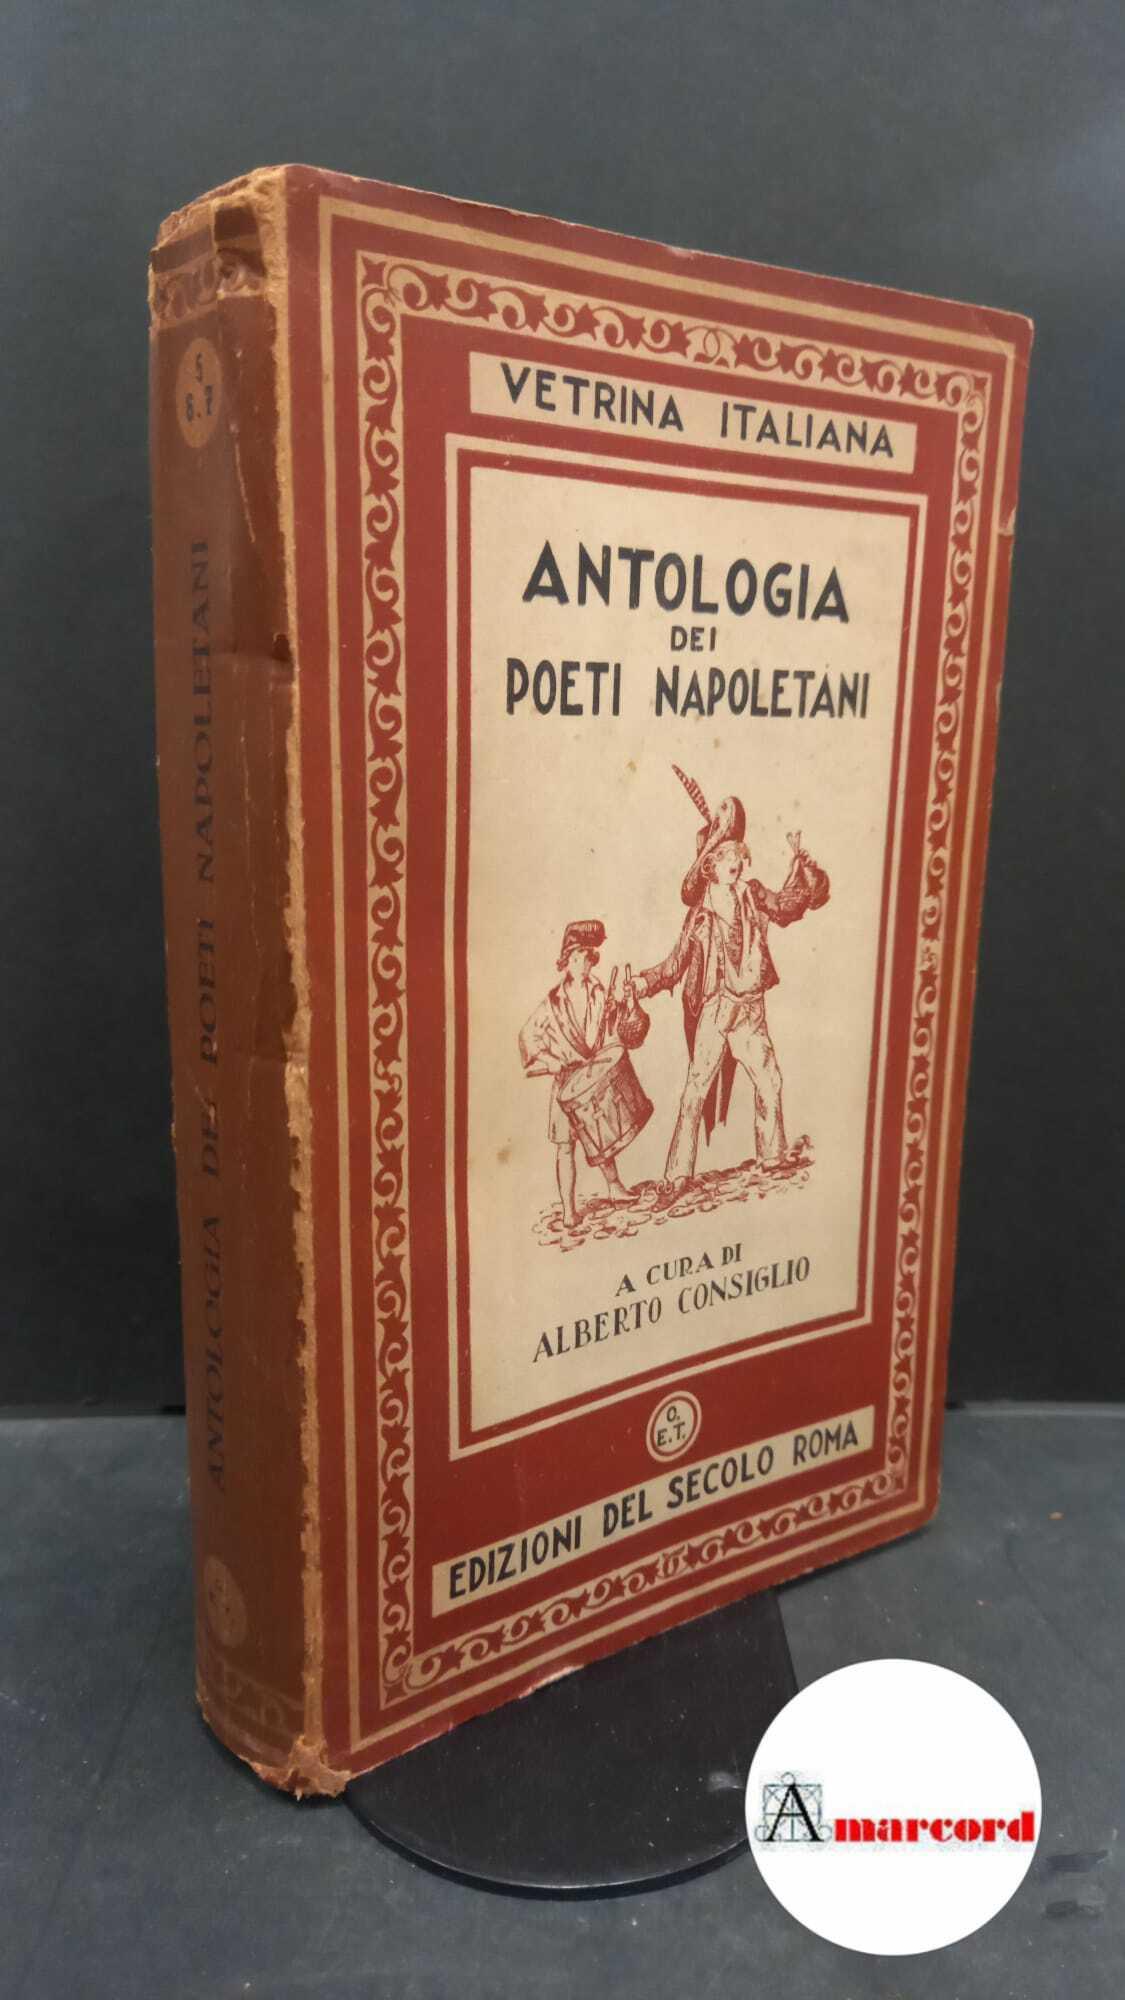 VETRINA ITALIANA
ANTOLOGIA
DEI
POETI NAPOLETANI
A CURA DI
ALBERTO CONSIGLIO
O.
E.T.
EDIZIONI DEL SECOLO ROMA
ANTOLOGIA DEI POETI NAPOLETANI
Amarcord